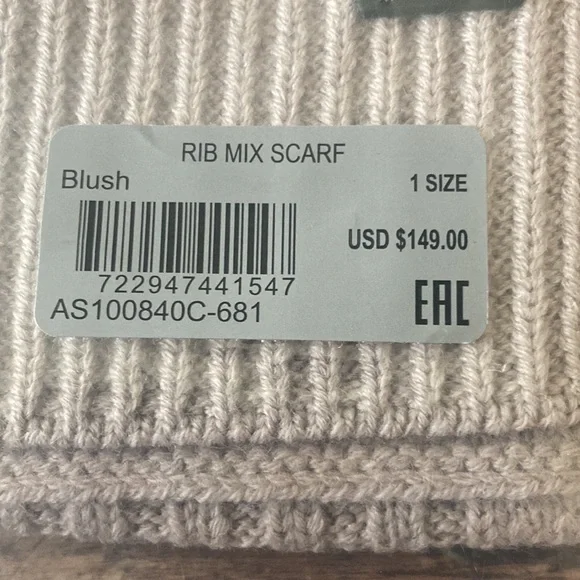 RIB MIX SCARF
Blush 1 SIZE
USD $149.00
722947441547
AS100840C-681
EAC